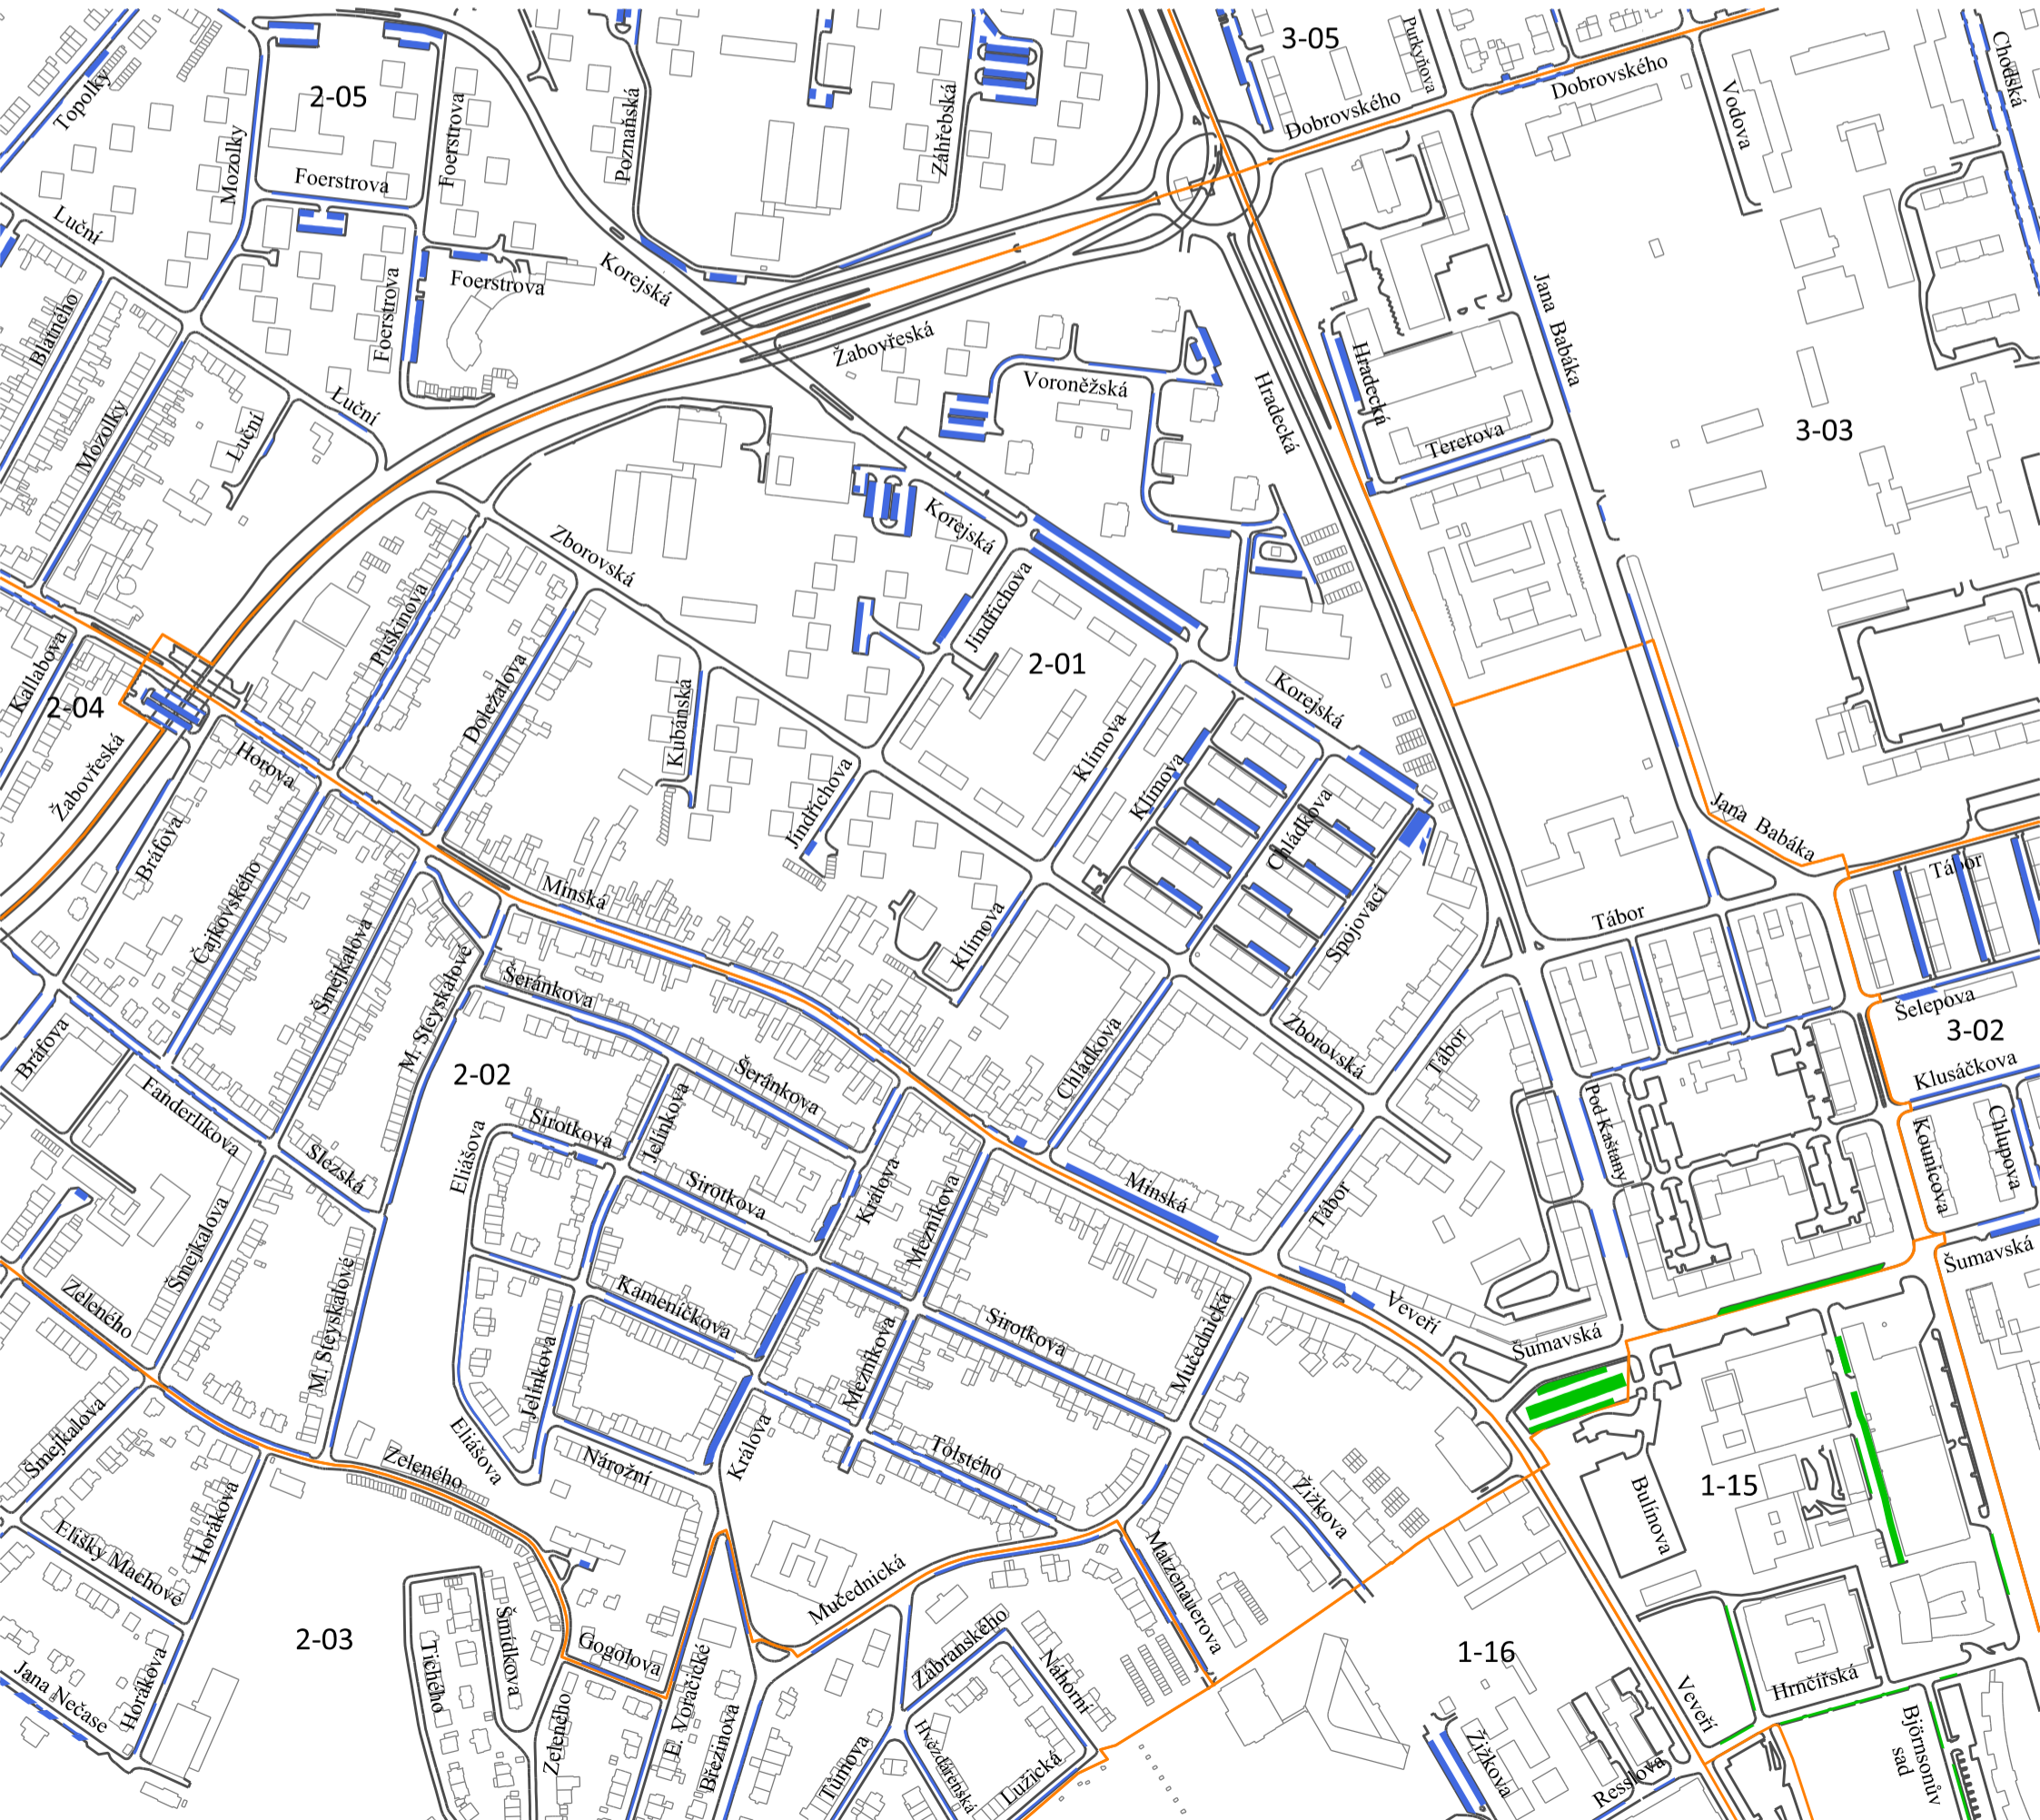 3-05
Purkyňova
Chodská
Topolky
2-05
Dobrovského
Dobrovského
Vodova
Mozolky
Foerstrova
Poznaňská
Záhřebská
Foerstrova
Luční
Korejská
Foerstrova
Foerstrova
Jana Babáka
Blatného
Žabovřeská
Voroněžská
Hradecká
Hradecká
Luční
Luční
Mozolky
Tererova
3-03
Korejská
Zborovská
Jindřichova
Puškinova
2-01
Kallabova
2-04
Doležalova
Kubánská
Korejská
Klímova
Klímova
Žabovřeská
Horova
Jindřichova
Chládkova
Jana Babáka
Bráfova
Čajkovského
Minská
Tábor
Tábor
Spojovací
Klímova
Šmejkalova
M. Steyskalové
Šeránkova
Šelepova
3-02
Zborovská
Tábor
Bráfova
2-02
Šeránkova
Chládkova
Klusáčkova
Fanderlíkova
Sirotkova
Jelínkova
Pod Kaštany
Kounicova
Chlupova
Eliášova
Slezská
Sirotkova
Králova
Mezníkova
Minská
Tábor
Šmejkalova
Šumavská
Zeleného
M. Steyskalové
Kameníčkova
Sirotkova
Mučednická
Veveří
Šumavská
Mezníkova
Jelínkova
Šmejkalova
Eliášova
Nárožní
Králova
Tolstého
Zeleného
Žižkova
1-15
Bulínova
Horákova
Elišky Machové
Mučednická
Matzenauerova
2-03
Šmídkova
Tichého
Gogolova
Zábranského
Náhorní
1-16
Jana Nečase
Horákova
E. Voračické
Zeleného
Březinova
Tůmova
Hvězdárenská
Lužická
Žižkova
Resslova
Veveří
Hrnčířská
Björnsonův
sad